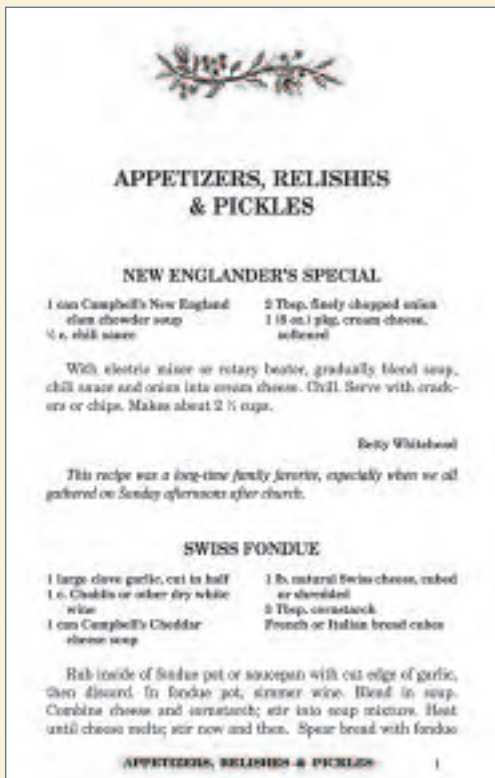 APPETIZERS, RELISHES
& PICKLES
NEW ENGLANDER'S SPECIAL
1 can Campbell's New England
clam chowder soup
c. chili sauce
2 Tbsp. finely chopped onion
1 (8 oz.) pkg. cream cheese,
softened
With electric mixer or rotary beater, gradually blend soup,
chili sauce and onion into cream cheese. Chill. Serve with crack-
ers or chips. Makes about 2 cups.
Betty Whitehead
This recipe was a long-time family favorite, especially when we all
gathered on Sunday afternoons after church.
SWISS FONDUE
1 large clove garlic, cut in half
1 c. Chablis or other dry white
wine
1 can Campbell's Cheddar
cheese soup
1 lb. natural Swiss cheese, cubed
or shredded
Tbsp. cornstarch
French or Italian bread cubes
Rub inside of fondue pot or saucepan with cut edge of garlic,
then discard. In fondue pot, simmer wine. Blend in soup.
Combine cheese and cornstarch; stir into soup mixture. Heat
until cheese melts; stir now and then. Spear bread with fondue
APPETIZERS, RELISHES & PICKLES 1